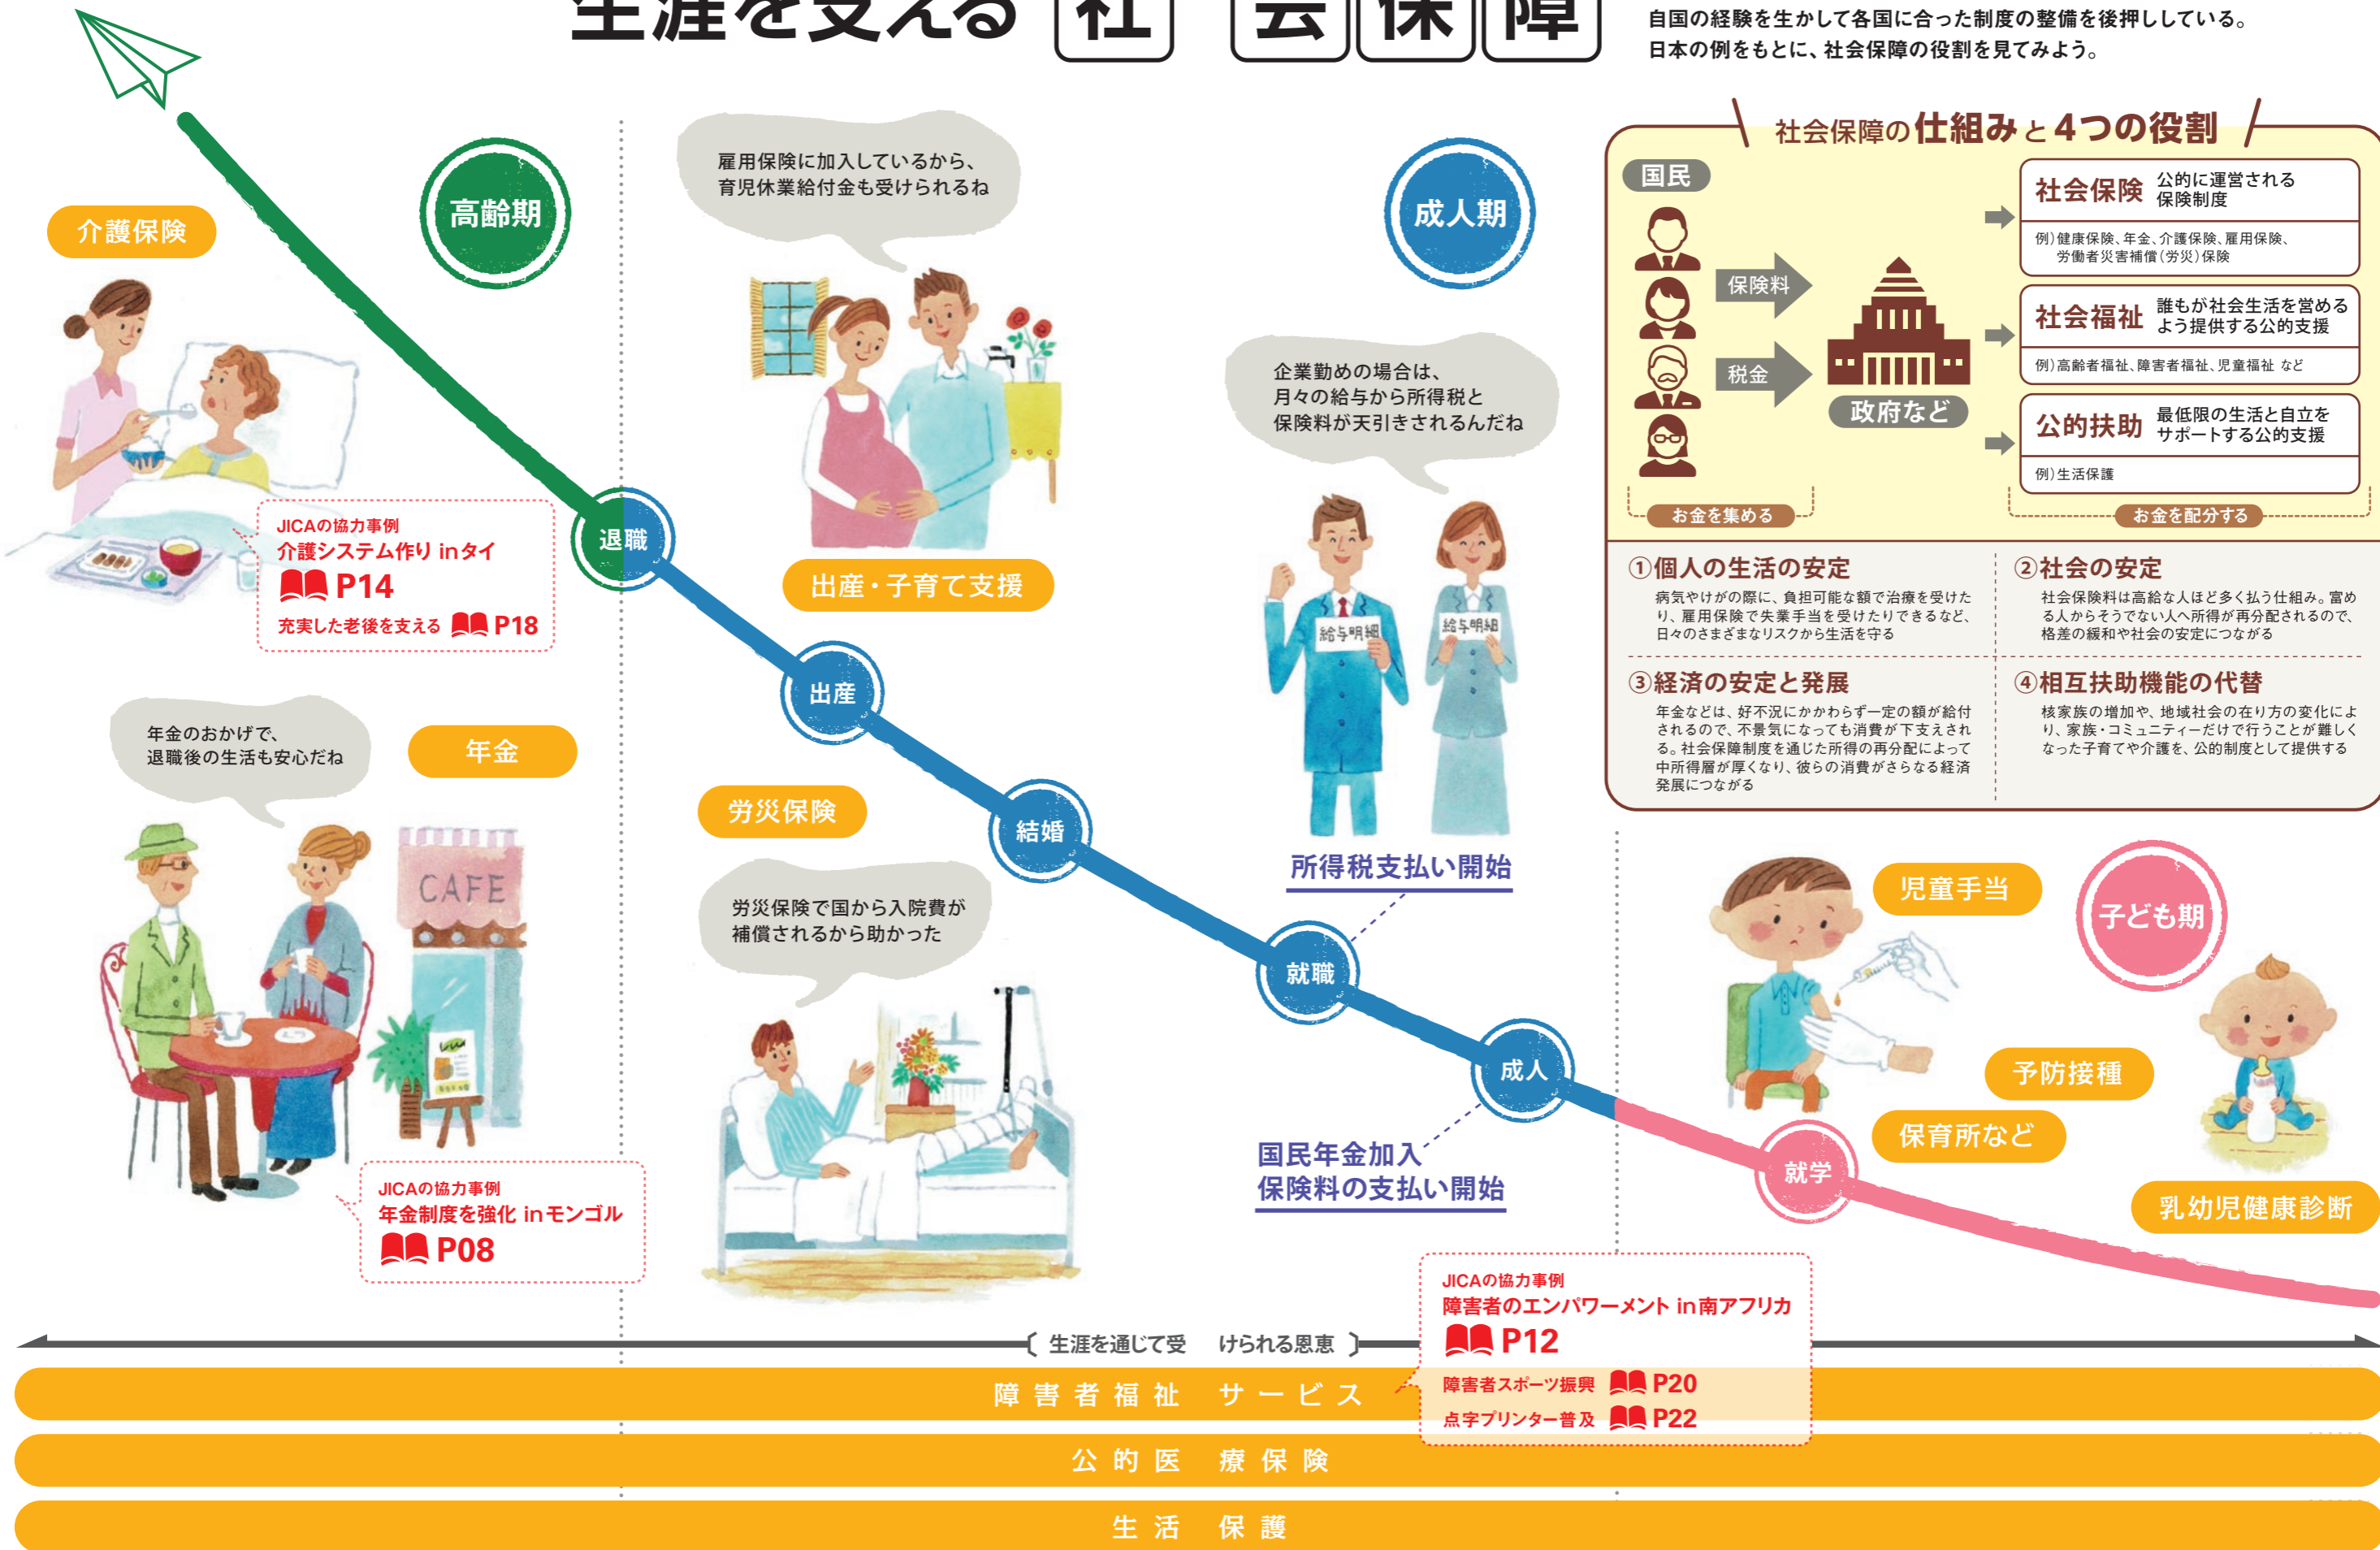 生涯を支える 社会保障
自国の経験を生かして各国に合った制度の整備を後押ししている。
日本の例をもとに、社会保障の役割を見てみよう。
社会保障の仕組みと4つの役割
国民
保険料
税金
政府など
お金を集める
社会保険 公的に運営される
保険制度
例)健康保険、年金、介護保険、雇用保険、
労働者災害補償(労災)保険
社会福祉 誰もが社会生活を営める
よう提供する公的支援
例)高齢者福祉、障害者福祉、児童福祉 など
公的扶助 最低限の生活と自立を
サポートする公的支援
例)生活保護
お金を配分する
①個人の生活の安定
病気やけがの際に、負担可能な額で治療を受けた
り、雇用保険で失業手当を受けたりできるなど、
日々のさまざまなリスクから生活を守る
②社会の安定
社会保険料は高給な人ほど多く払う仕組み。富め
る人からそうでない人へ所得が再分配されるので、
格差の緩和や社会の安定につながる
③経済の安定と発展
年金などは、好不況にかかわらず一定の額が給付
されるので、不景気になっても消費が下支えされ
る。社会保障制度を通じた所得の再分配によって
中所得層が厚くなり、彼らの消費がさらなる経済
発展につながる
④相互扶助機能の代替
核家族の増加や、地域社会の在り方の変化によ
り、家族・コミュニティーだけで行うことが難しく
なった子育てや介護を、公的制度として提供する
子ども期
児童手当
予防接種
保育所など
乳幼児健康診断
就学
成人期
企業勤めの場合は、
月々の給与から所得税と
保険料が天引きされるんだね
給与明細
給与明細
所得税支払い開始
就職
成人
国民年金加入
保険料の支払い開始
雇用保険に加入しているから、
育児休業給付金も受けられるね
出産・子育て支援
出産
結婚
労災保険
労災保険で国から入院費が
補償されるから助かった
退職
高齢期
介護保険
JICAの協力事例
介護システム作り inタイ
P14
充実した老後を支える P18
年金のおかげで、
退職後の生活も安心だね
年金
CAFE
JICAの協力事例
年金制度を強化 inモンゴル
P08
JICAの協力事例
障害者のエンパワーメント in南アフリカ
P12
障害者スポーツ振興 P20
点字プリンター普及 P22
生涯を通じて受けられる恩恵
障害者福祉サービス
公的医療保険
生活保護